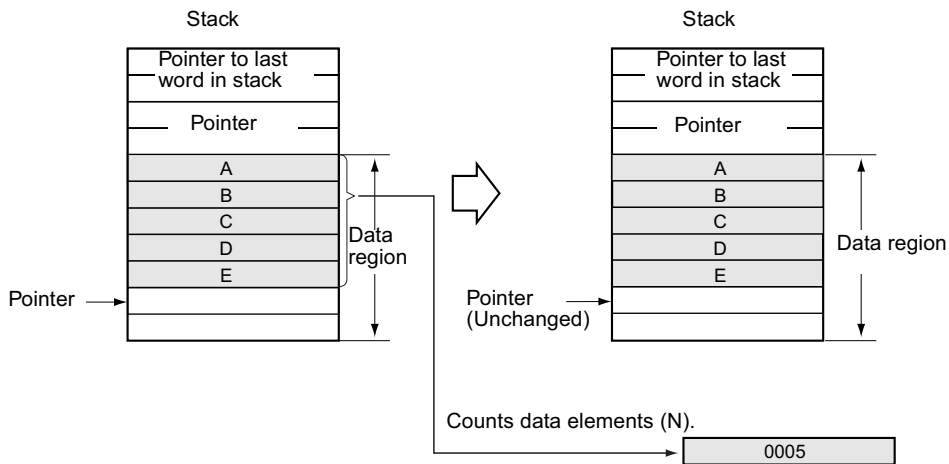 Stack
Pointer to last
word in stack
Pointer
A
B
C
D
E
Data
region
Pointer
Stack
Pointer to last
word in stack
Pointer
A
B
C
D
E
Data region
Pointer
(Unchanged)
Counts data elements (N).
0005